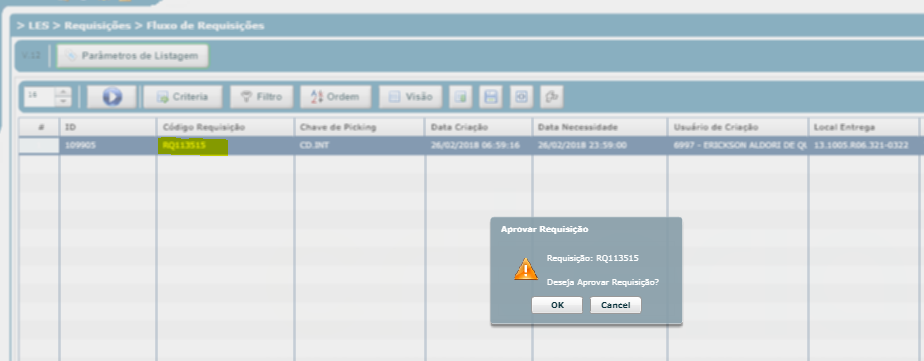 > LES > Requisições > Fluxo de Requisições
V.12 Parâmetros de Listagem
16 Criteria Filtro Ordem Visão
# ID Código Requisição Chave de Picking Data Criação Data Necessidade Usuário de Criação Local Entrega
109905 RQ113515 CD.INT 26/02/2018 06:59:16 26/02/2018 23:59:00 6997 - ERICKSON ALDORI DE QU 13.1005.R06.321-0322
Aprovar Requisição
Requisição: RQ113515
Deseja Aprovar Requisição?
OK Cancel